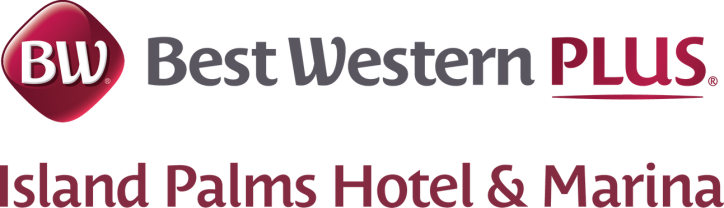 BW® Best Western PLUS®
Island Palms Hotel & Marina